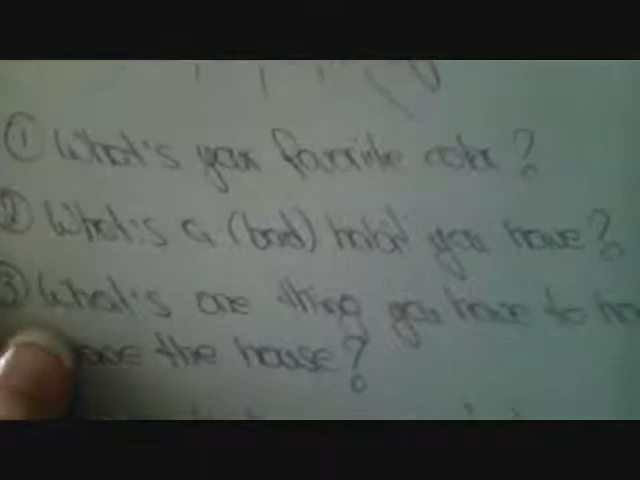 ① What's your favorite color?
② What's a (bad) habit you have?
③ What's one thing you have to
the house?